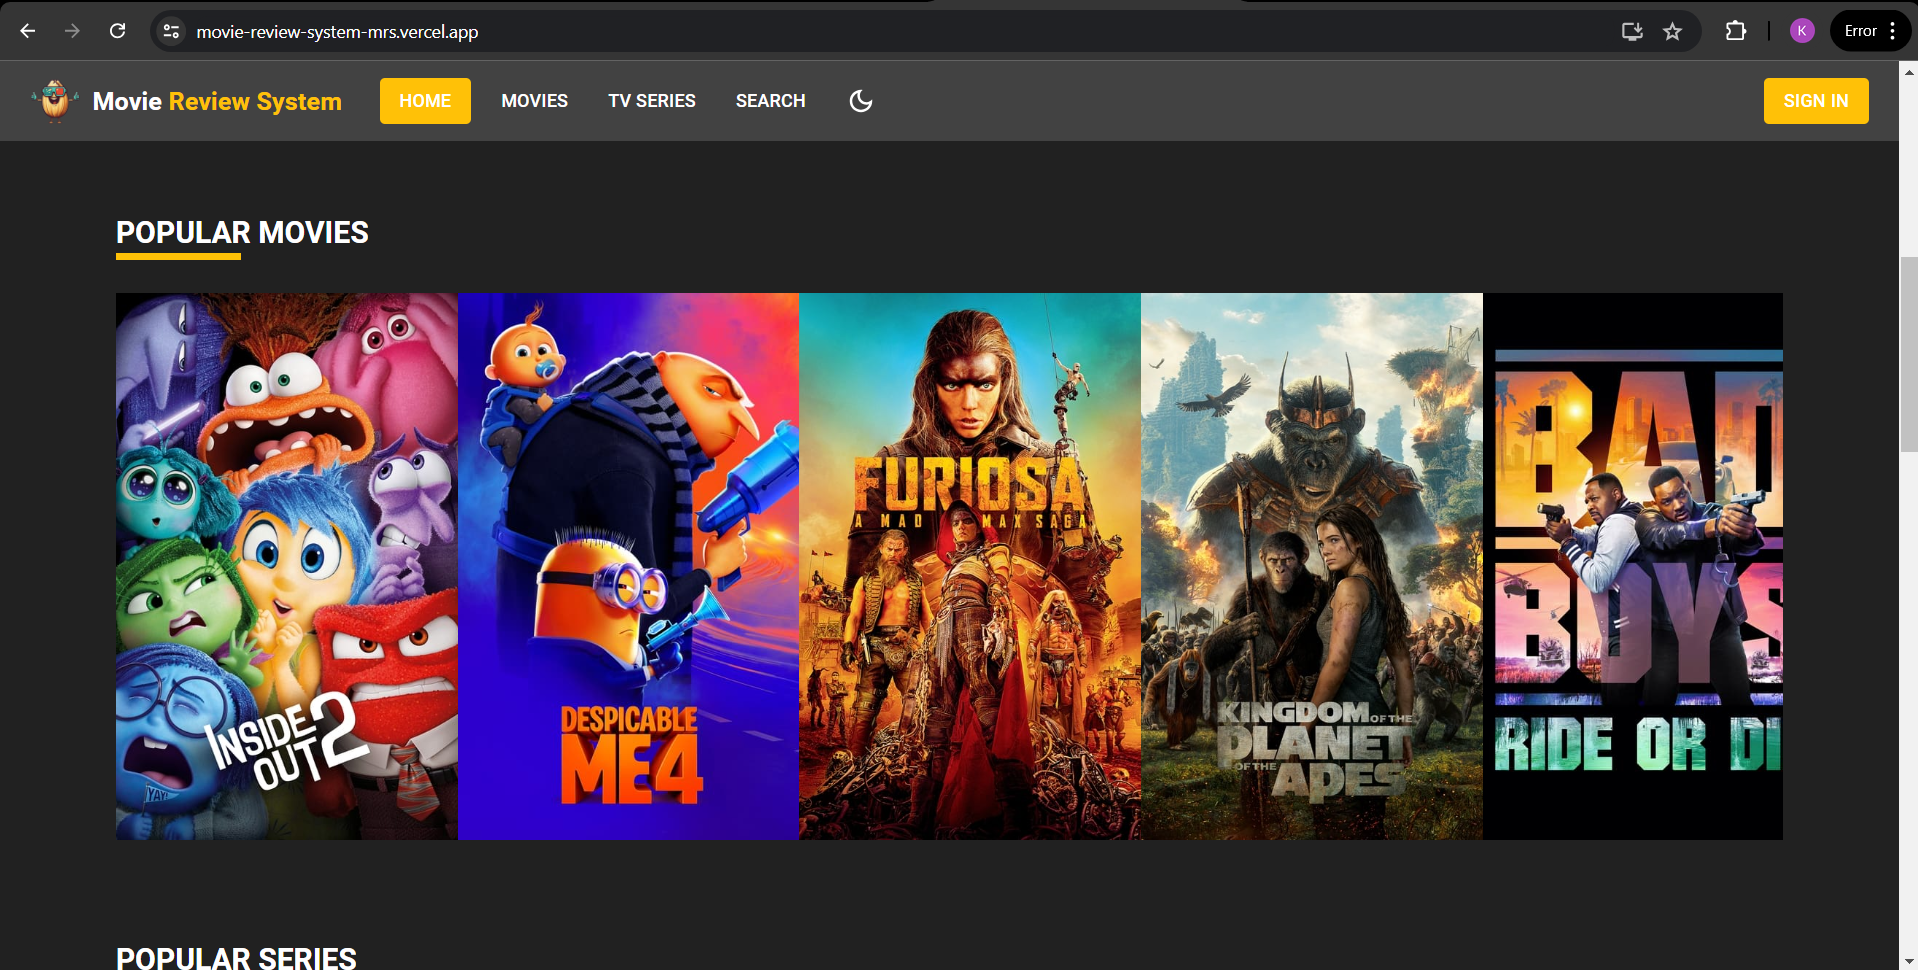 movie-review-system-mrs.vercel.app
K
Error
Movie Review System
HOME
MOVIES
TV SERIES
SEARCH
SIGN IN
POPULAR MOVIES
INSIDE
OUT 2
YAY!
DESPICABLE
ME 4
FURIOSA
A MAD MAX SAGA
KINGDOM OF THE
PLANET
OF THE APES
BAD
BOYS
RIDE OR DI
POPULAR SERIES